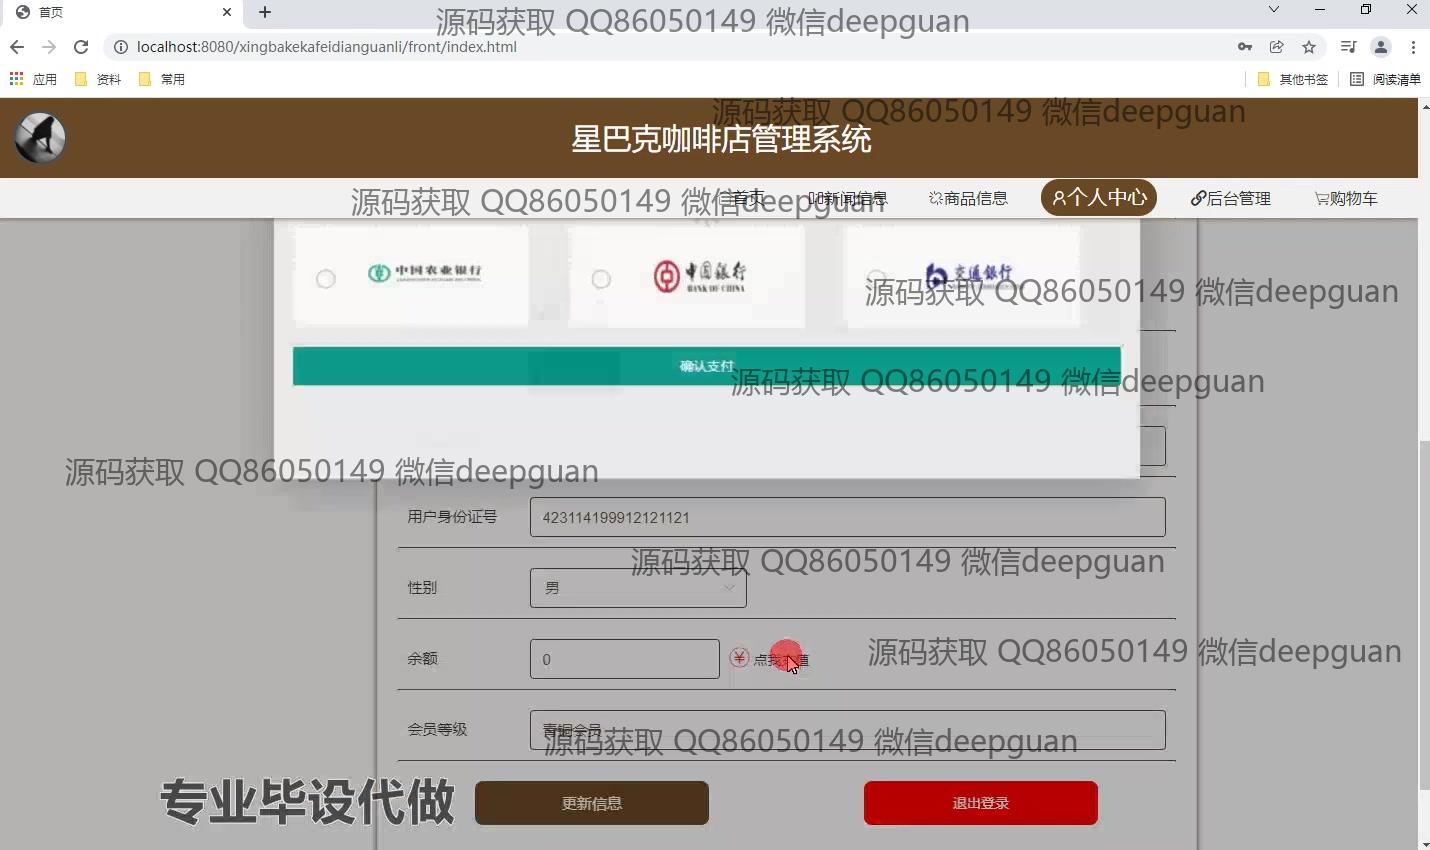 首页
源码获取 QQ86050149 微信deepguan
localhost:8080/xingbakekafeidianguanli/front/index.html
应用 资料 常用 其他书签 阅读清单
源码获取 QQ86050149 微信deepguan
星巴克咖啡店管理系统
首页 新闻信息 商品信息 个人中心 后台管理 购物车
源码获取 QQ86050149 微信deepguan
中国农业银行 中国银行 BANK OF CHINA 交通银行
源码获取 QQ86050149 微信deepguan
确认支付
源码获取 QQ86050149 微信deepguan
源码获取 QQ86050149 微信deepguan
用户身份证号 423114199912121121
源码获取 QQ86050149 微信deepguan
性别 男
余额 0 ¥ 点我充值
源码获取 QQ86050149 微信deepguan
会员等级 青铜会员
源码获取 QQ86050149 微信deepguan
专业毕设代做 更新信息 退出登录